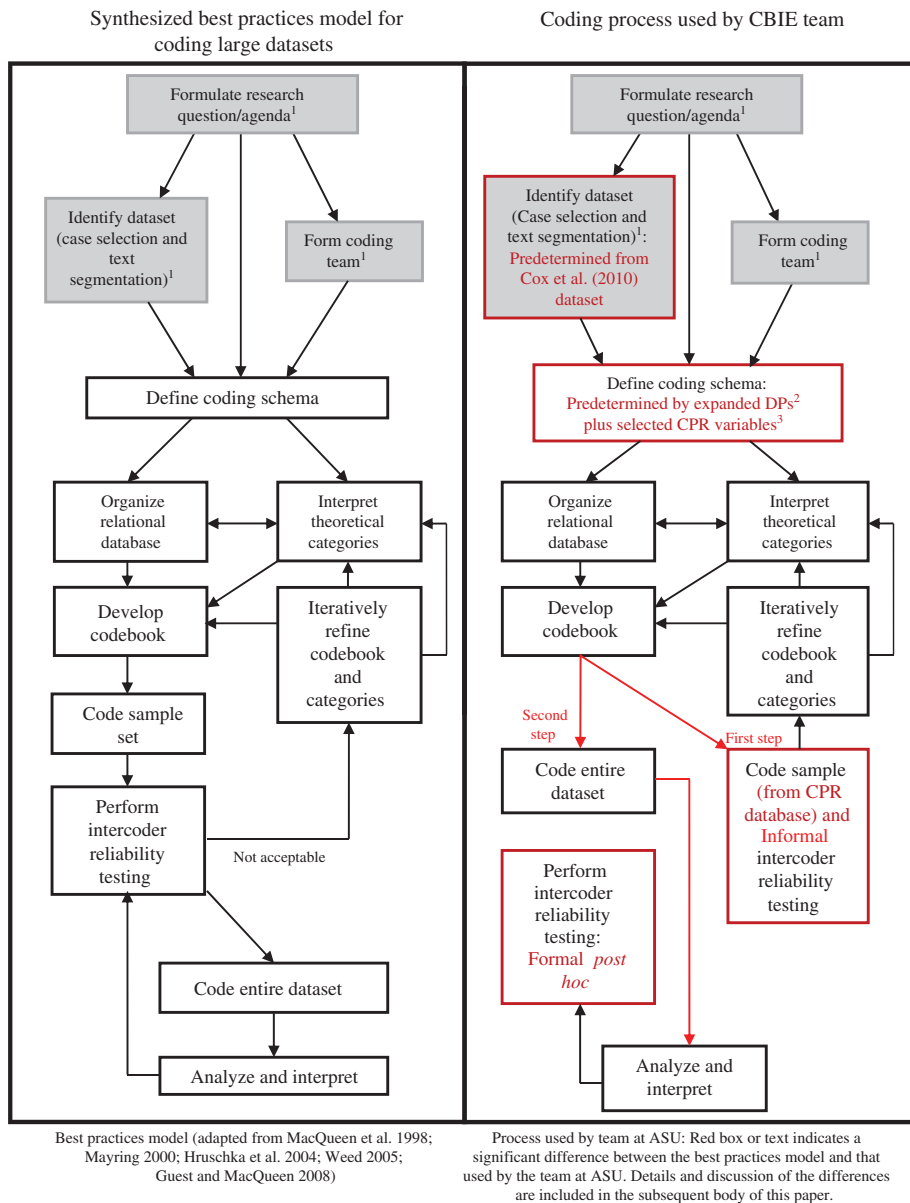 Synthesized best practices model for
coding large datasets
Formulate research
question/agenda1
Identify dataset
(case selection and
text
segmentation)1
Form coding
team1
Define coding schema
Organize
relational
database
Interpret
theoretical
categories
Develop
codebook
Iteratively
refine
codebook
and
categories
Code sample
set
Perform
intercoder
reliability
testing
Not acceptable
Code entire dataset
Analyze and interpret
Best practices model (adapted from MacQueen et al. 1998;
Mayring 2000; Hruschka et al. 2004; Weed 2005;
Guest and MacQueen 2008)
Coding process used by CBIE team
Formulate research
question/agenda1
Identify dataset
(Case selection and
text segmentation)1:
Predetermined from
Cox et al. (2010)
dataset
Form coding
team1
Define coding schema:
Predetermined by expanded DPs2
plus selected CPR variables3
Organize
relational
database
Interpret
theoretical
categories
Develop
codebook
Iteratively
refine
codebook
and
categories
Second
step
First step
Code entire
dataset
Code sample
(from CPR
database) and
Informal
intercoder
reliability
testing
Perform
intercoder
reliability
testing:
Formal post
hoc
Analyze and
interpret
Process used by team at ASU: Red box or text indicates a
significant difference between the best practices model and that
used by the team at ASU. Details and discussion of the differences
are included in the subsequent body of this paper.